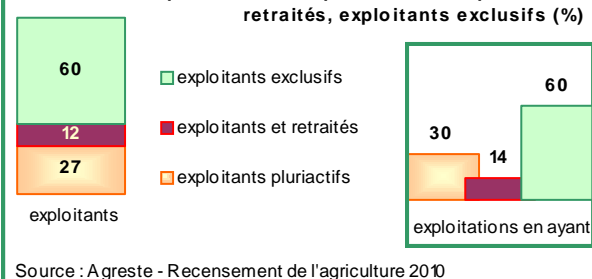 retraités, exploitants exclusifs (%)
60
12
27
exploitants
exploitants exclusifs
exploitants et retraités
exploitants pluriactifs
30
14
60
exploitations en ayant
Source : Agreste - Recensement de l'agriculture 2010